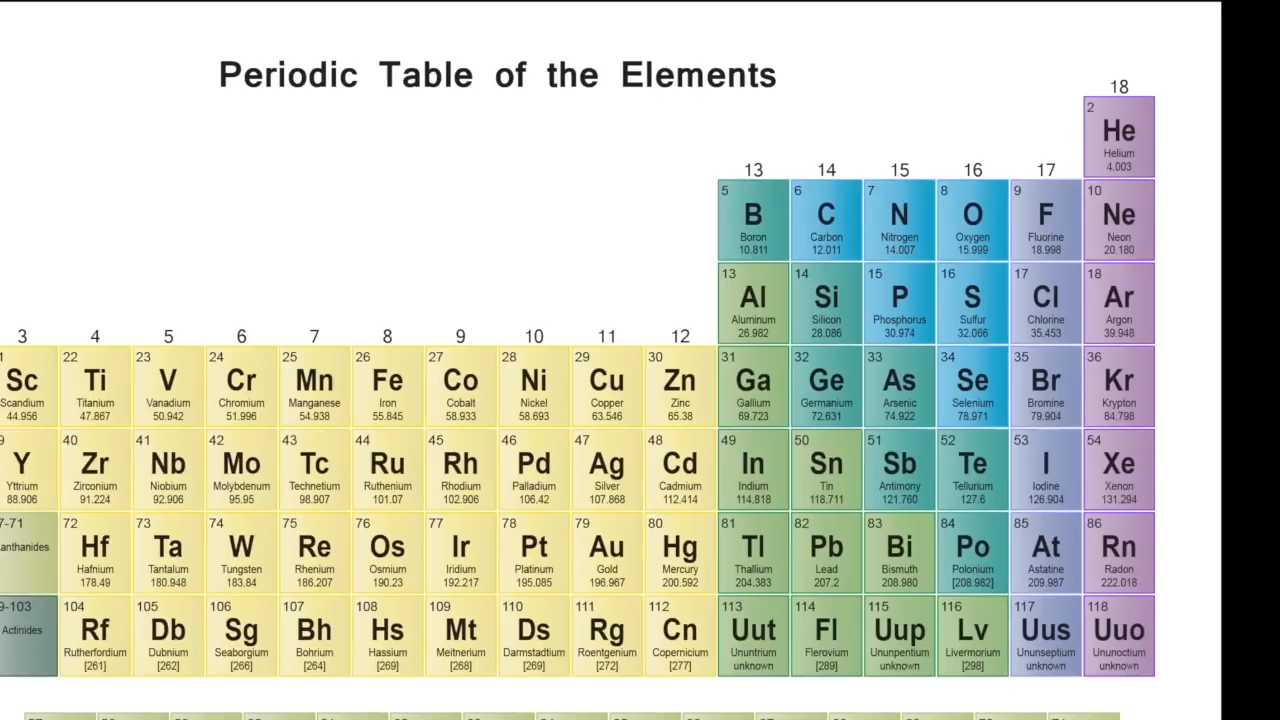 Periodic Table of the Elements
18
2
He
Helium
4.003
13 14 15 16 17
5 6 7 8 9 10
B C N O F Ne
Boron Carbon Nitrogen Oxygen Fluorine Neon
10.811 12.011 14.007 15.999 18.998 20.180
13 14 15 16 17 18
Al Si P S Cl Ar
Aluminum Silicon Phosphorus Sulfur Chlorine Argon
26.982 28.086 30.974 32.066 35.453 39.948
3 4 5 6 7 8 9 10 11 12
1 22 23 24 25 26 27 28 29 30 31 32 33 34 35 36
Sc Ti V Cr Mn Fe Co Ni Cu Zn Ga Ge As Se Br Kr
Scandium Titanium Vanadium Chromium Manganese Iron Cobalt Nickel Copper Zinc Gallium Germanium Arsenic Selenium Bromine Krypton
44.956 47.867 50.942 51.996 54.938 55.845 58.933 58.693 63.546 65.38 69.723 72.631 74.922 78.971 79.904 84.798
9 40 41 42 43 44 45 46 47 48 49 50 51 52 53 54
Y Zr Nb Mo Tc Ru Rh Pd Ag Cd In Sn Sb Te I Xe
Yttrium Zirconium Niobium Molybdenum Technetium Ruthenium Rhodium Palladium Silver Cadmium Indium Tin Antimony Tellurium Iodine Xenon
88.906 91.224 92.906 95.95 98.907 101.07 102.906 106.42 107.868 112.414 114.818 118.711 121.760 127.6 126.904 131.294
7-71 72 73 74 75 76 77 78 79 80 81 82 83 84 85 86
Hf Ta W Re Os Ir Pt Au Hg Tl Pb Bi Po At Rn
anthanides Hafnium Tantalum Tungsten Rhenium Osmium Iridium Platinum Gold Mercury Thallium Lead Bismuth Polonium Astatine Radon
178.49 180.948 183.84 186.207 190.23 192.217 195.085 196.967 200.592 204.383 207.2 208.980 [208.982] 209.987 222.018
9-103 104 105 106 107 108 109 110 111 112 113 114 115 116 117 118
Rf Db Sg Bh Hs Mt Ds Rg Cn Uut Fl Uup Lv Uus Uuo
Actinides Rutherfordium Dubnium Seaborgium Bohrium Hassium Meitnerium Darmstadtium Roentgenium Copernicium Ununtrium Flerovium Ununpentium Livermorium Ununseptium Ununoctium
[261] [262] [266] [264] [269] [268] [269] [272] [277] unknown [289] unknown [298] unknown unknown